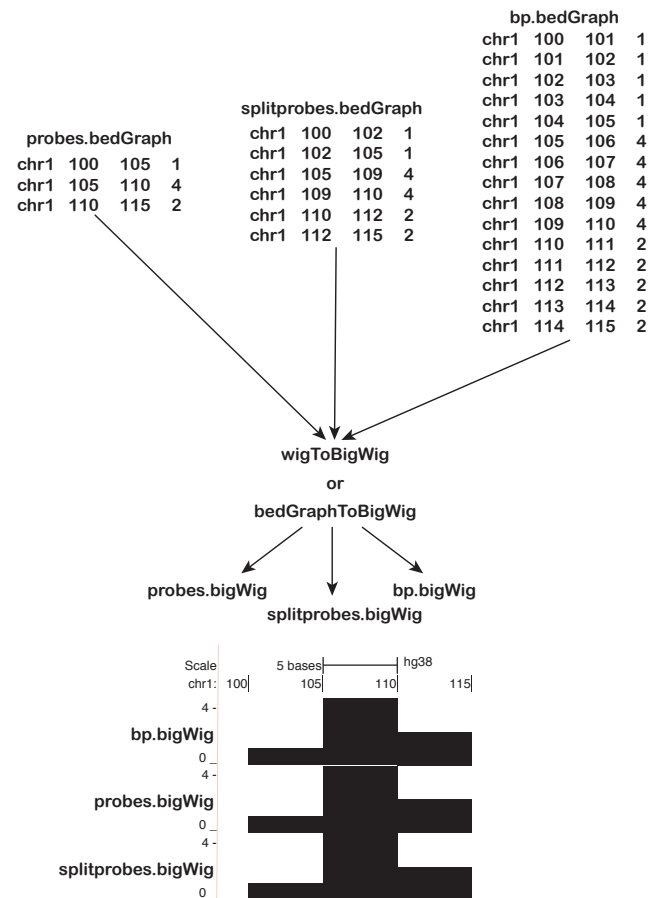 bp.bedGraph
chr1 100 101 1
chr1 101 102 1
chr1 102 103 1
chr1 103 104 1
chr1 104 105 1
chr1 105 106 4
chr1 106 107 4
chr1 107 108 4
chr1 108 109 4
chr1 109 110 4
chr1 110 111 2
chr1 111 112 2
chr1 112 113 2
chr1 113 114 2
chr1 114 115 2
splitprobes.bedGraph
chr1 100 102 1
chr1 102 105 1
chr1 105 109 4
chr1 109 110 4
chr1 110 112 2
chr1 112 115 2
probes.bedGraph
chr1 100 105 1
chr1 105 110 4
chr1 110 115 2
wigToBigWig
or
bedGraphToBigWig
probes.bigWig
bp.bigWig
splitprobes.bigWig
Scale 5 bases hg38
chr1: 100 105 110 115
4 -
bp.bigWig
0 _
4 -
probes.bigWig
0 _
4 -
splitprobes.bigWig
0